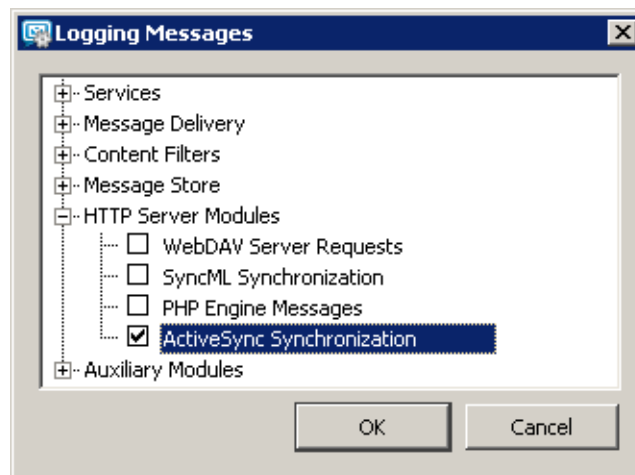 Logging Messages
Services
Message Delivery
Content Filters
Message Store
HTTP Server Modules
WebDAV Server Requests
SyncML Synchronization
PHP Engine Messages
ActiveSync Synchronization
Auxiliary Modules
OK
Cancel